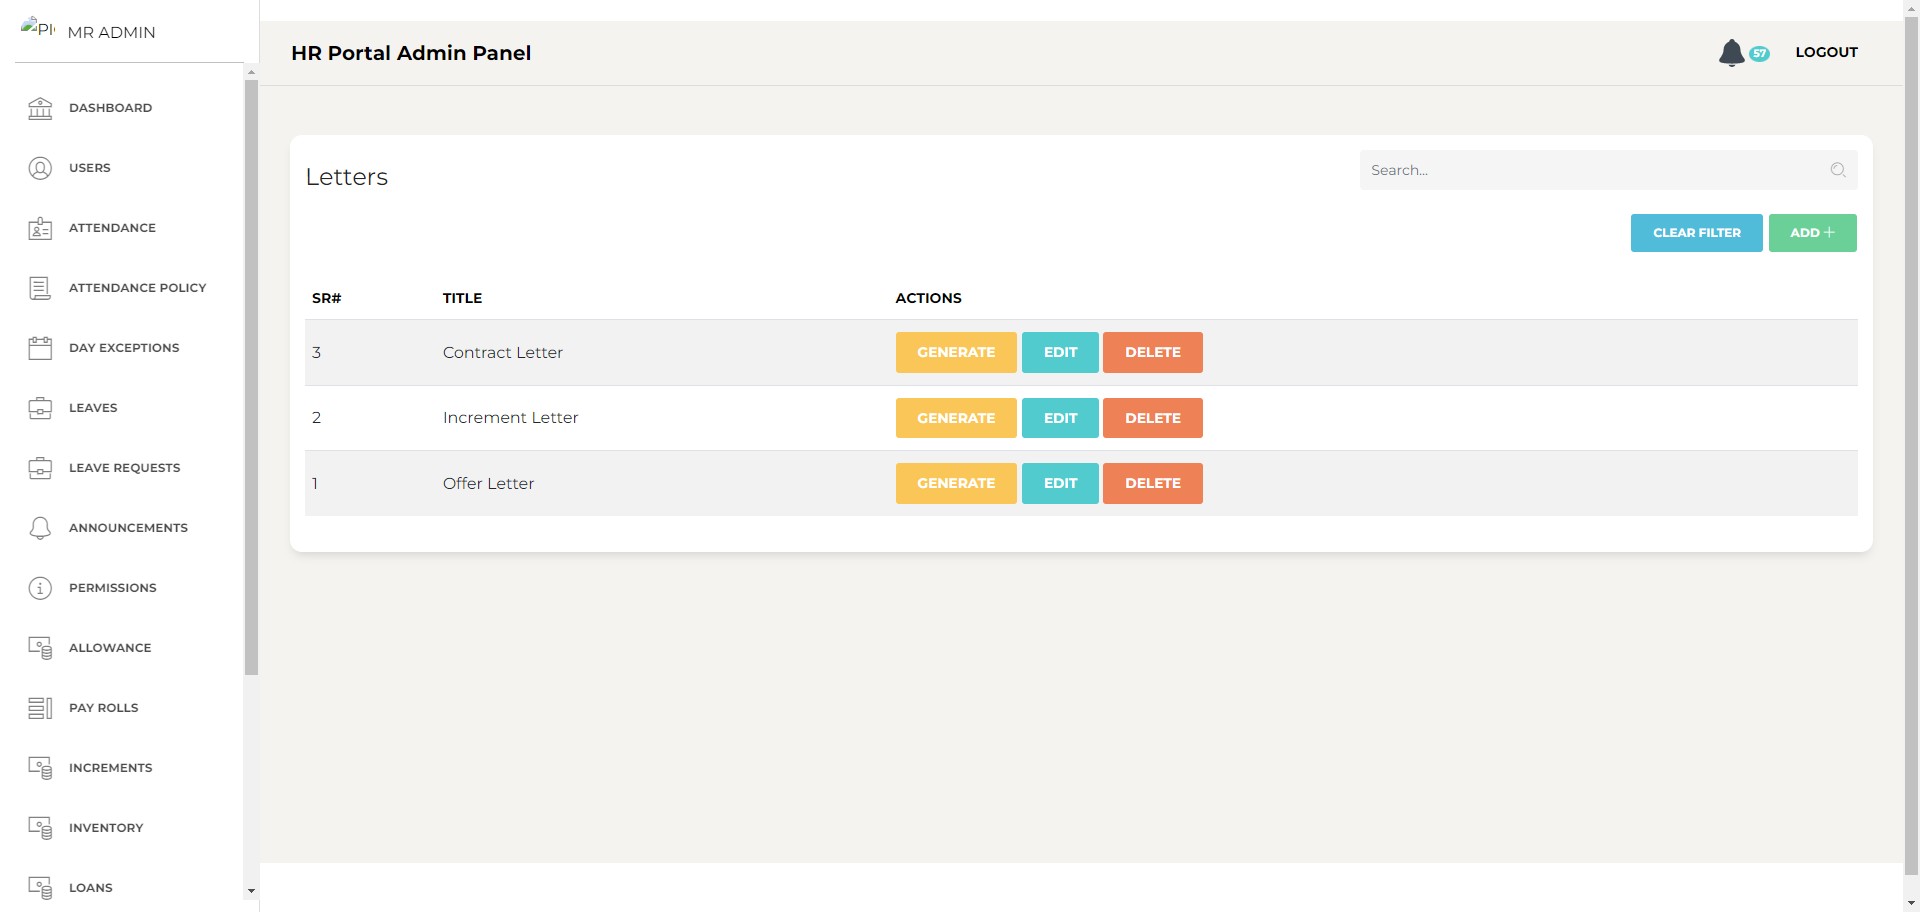 MR ADMIN
DASHBOARD
USERS
ATTENDANCE
ATTENDANCE POLICY
DAY EXCEPTIONS
LEAVES
LEAVE REQUESTS
ANNOUNCEMENTS
PERMISSIONS
ALLOWANCE
PAY ROLLS
INCREMENTS
INVENTORY
LOANS
HR Portal Admin Panel
57
LOGOUT
Letters
Search...
CLEAR FILTER
ADD +
SR# TITLE ACTIONS
3 Contract Letter GENERATE EDIT DELETE
2 Increment Letter GENERATE EDIT DELETE
1 Offer Letter GENERATE EDIT DELETE